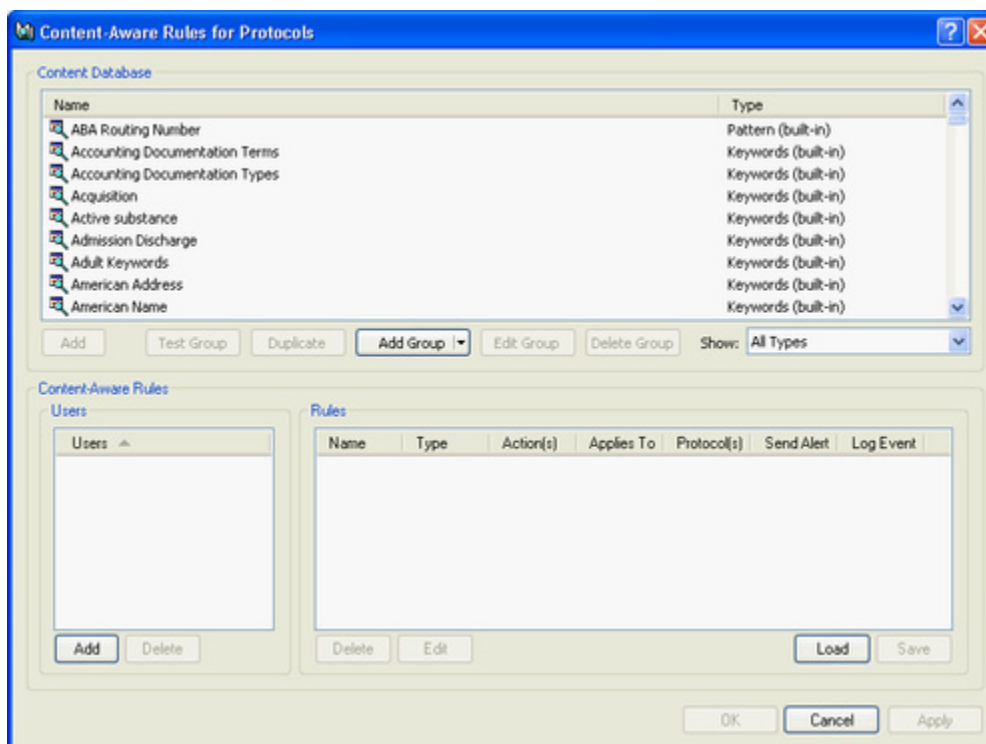 Content-Aware Rules for Protocols
Content Database
Name Type
ABA Routing Number Pattern (built-in)
Accounting Documentation Terms Keywords (built-in)
Accounting Documentation Types Keywords (built-in)
Acquisition Keywords (built-in)
Active substance Keywords (built-in)
Admission Discharge Keywords (built-in)
Adult Keywords Keywords (built-in)
American Address Keywords (built-in)
American Name Keywords (built-in)
Add Test Group Duplicate Add Group Edit Group Delete Group Show: All Types
Content-Aware Rules
Users Rules
Users Name Type Action(s) Applies To Protocol(s) Send Alert Log Event
Add Delete Delete Edit Load Save
OK Cancel Apply